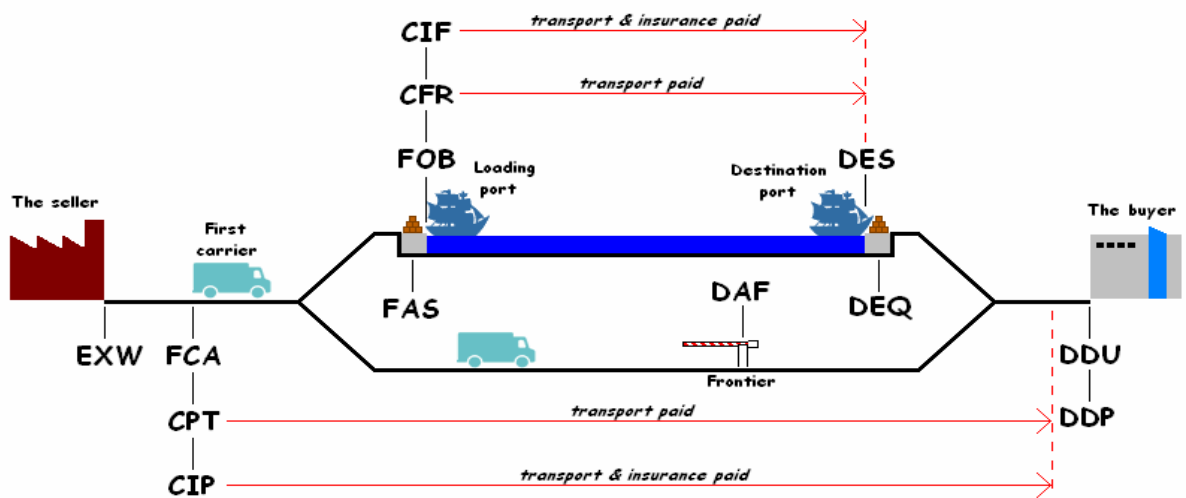 CIF transport & insurance paid
CFR transport paid
FOB Loading port
Destination port DES
The seller
First carrier
The buyer
FAS DAF DEQ
EXW FCA DDU
Frontier
CPT transport paid DDP
CIP transport & insurance paid